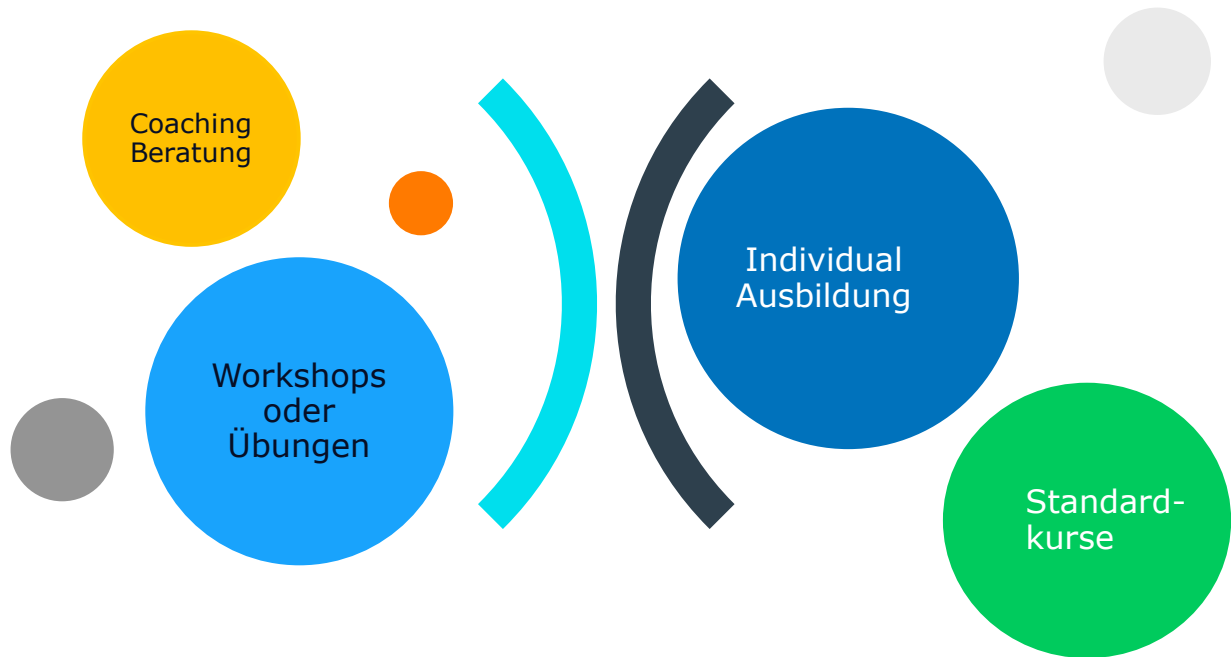 Coaching
Beratung
Workshops
oder
Übungen
Individual
Ausbildung
Standard-
kurse